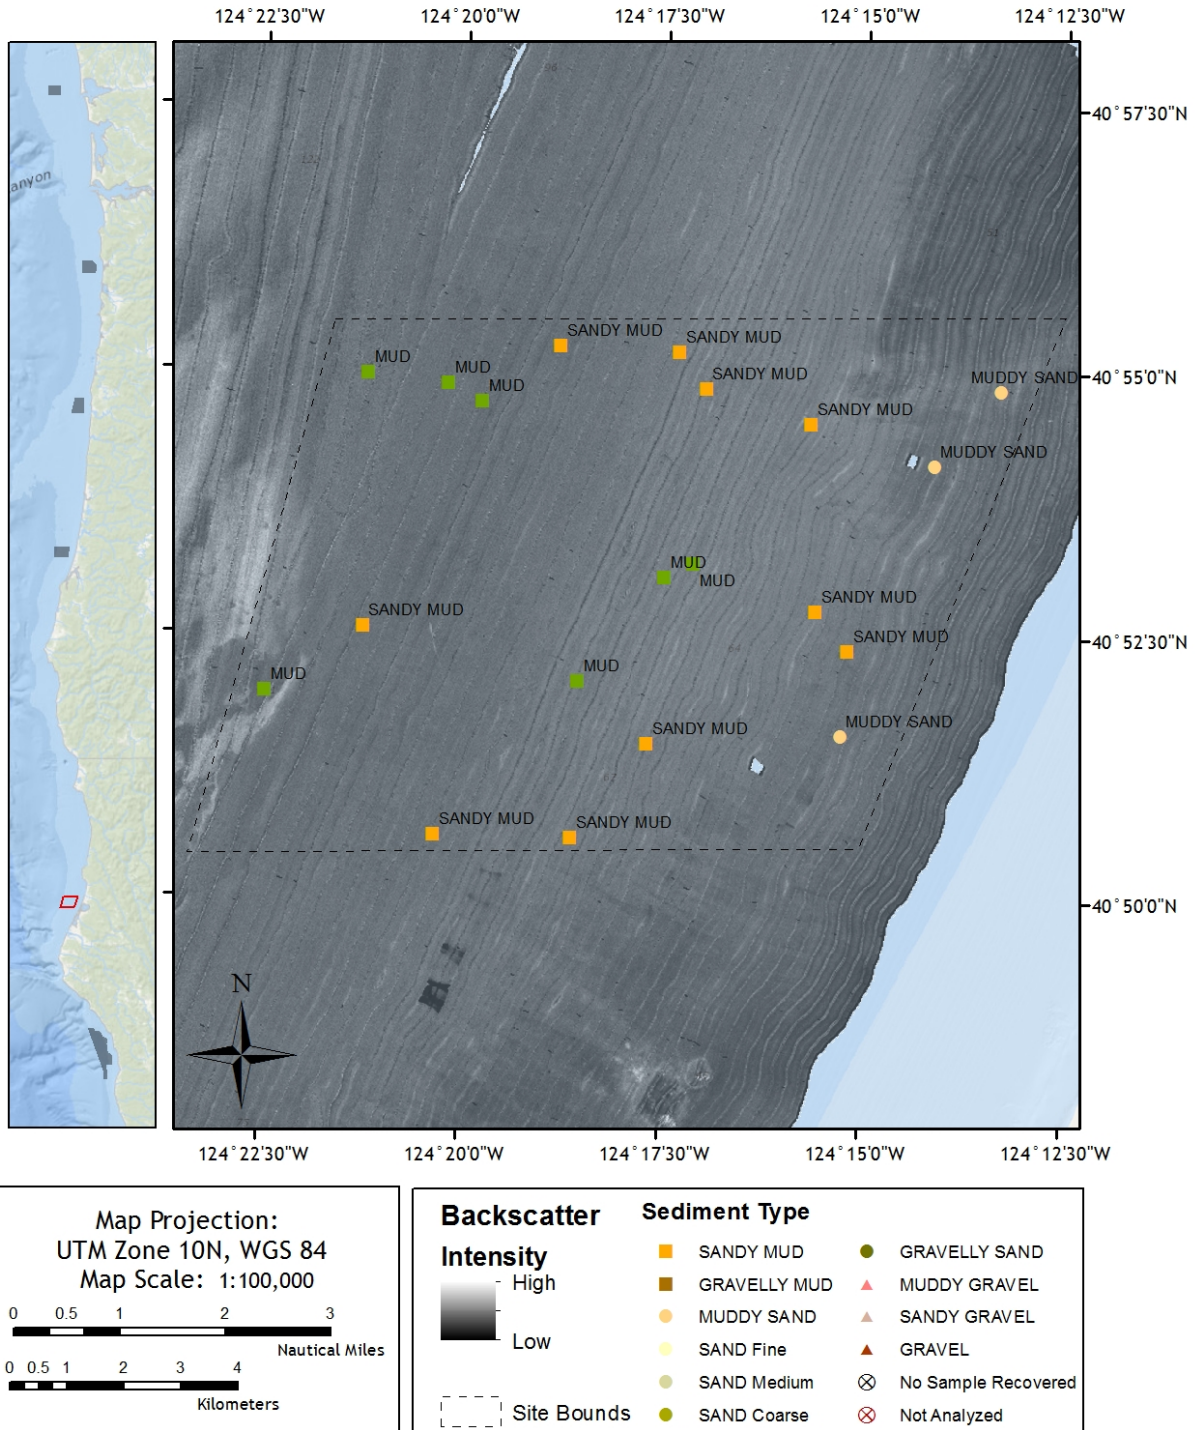 124°22'30"W 124°20'0"W 124°17'30"W 124°15'0"W 124°12'30"W
anyon
40°57'30"N
SANDY MUD
SANDY MUD
MUD
MUD
MUD
SANDY MUD
MUDDY SAND
40°55'0"N
SANDY MUD
MUDDY SAND
MUD
MUD
SANDY MUD
SANDY MUD
SANDY MUD
40°52'30"N
MUD
MUD
MUDDY SAND
SANDY MUD
SANDY MUD
SANDY MUD
40°50'0"N
N
124°22'30"W 124°20'0"W 124°17'30"W 124°15'0"W 124°12'30"W
Map Projection:
UTM Zone 10N, WGS 84
Map Scale: 1:100,000
0 0.5 1 2 3
Nautical Miles
0 0.5 1 2 3 4
Kilometers
Backscatter
Intensity
High
Low
Site Bounds
Sediment Type
SANDY MUD
GRAVELLY MUD
MUDDY SAND
SAND Fine
SAND Medium
SAND Coarse
GRAVELLY SAND
MUDDY GRAVEL
SANDY GRAVEL
GRAVEL
No Sample Recovered
Not Analyzed